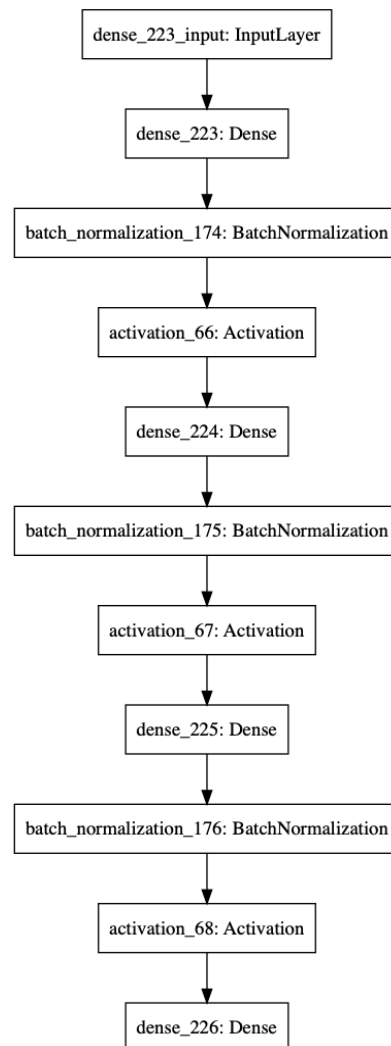 dense_223_input: InputLayer
dense_223: Dense
batch_normalization_174: BatchNormalization
activation_66: Activation
dense_224: Dense
batch_normalization_175: BatchNormalization
activation_67: Activation
dense_225: Dense
batch_normalization_176: BatchNormalization
activation_68: Activation
dense_226: Dense